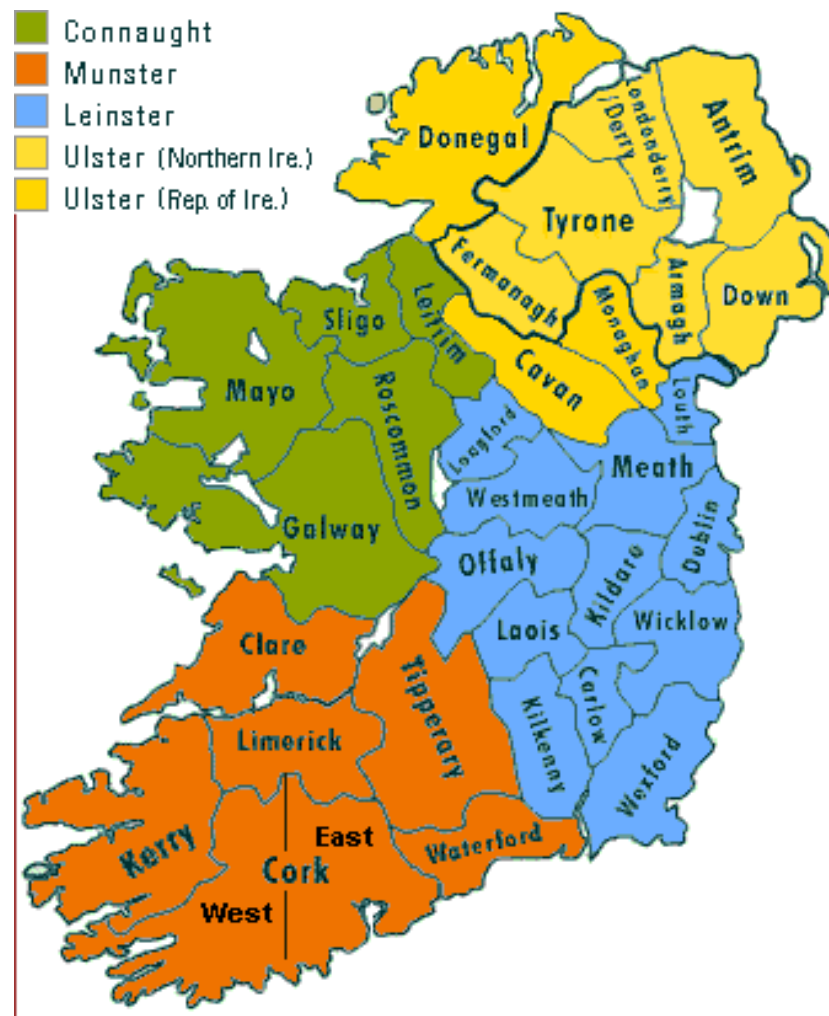 Connaught
Munster
Leinster
Ulster (Northern Ire.)
Ulster (Rep. of Ire.)
Donegal
Londonderry
/Derry
Antrim
Tyrone
Fermanagh
Armagh
Down
Monaghan
Cavan
Leitrim
Sligo
Mayo
Roscommon
Galway
Louth
Longford
Meath
Westmeath
Dublin
Offaly
Kildare
Laois
Wicklow
Carlow
Kilkenny
Wexford
Clare
Tipperary
Limerick
Kerry
East
Cork
West
Waterford